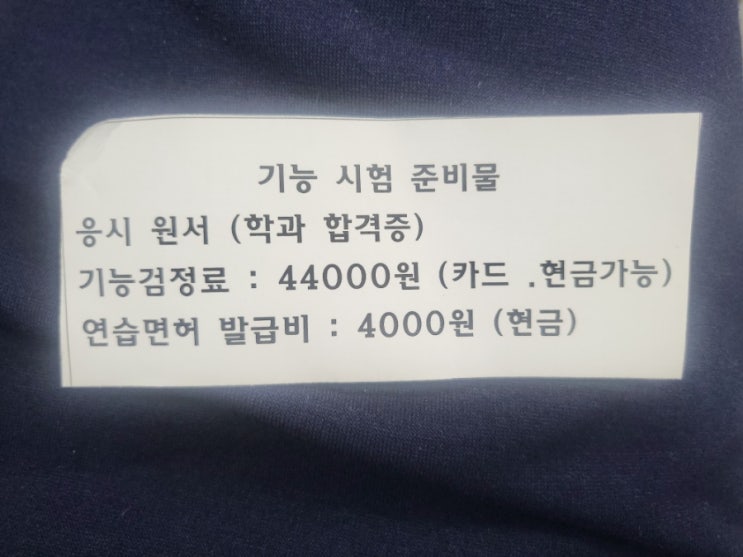 기능 시험 준비물
응시 원서 (학과 합격증)
기능검정료 : 44000원 (카드 .현금가능)
연습면허 발급비 : 4000원 (현금)